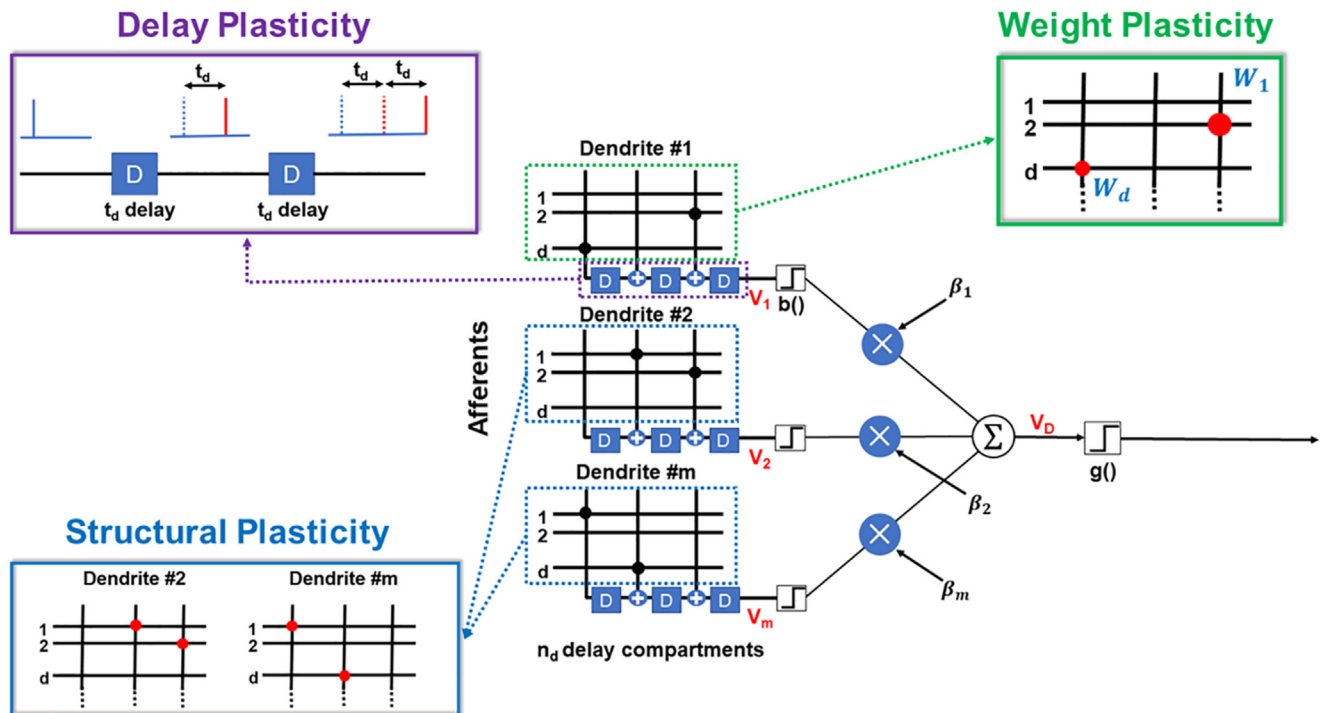 Delay Plasticity
t_d
t_d t_d
D D
t_d delay t_d delay
Weight Plasticity
W_1
1
2
d
W_d
Dendrite #1
1
2
d
D + D + D
V_1 b()
β_1
×
Afferents
Dendrite #2
1
2
d
D + D + D
V_2
×
β_2
Σ
V_D
g()
Dendrite #m
1
2
d
D + D + D
V_m
×
β_m
n_d delay compartments
Structural Plasticity
Dendrite #2 Dendrite #m
1 1
2 2
d d